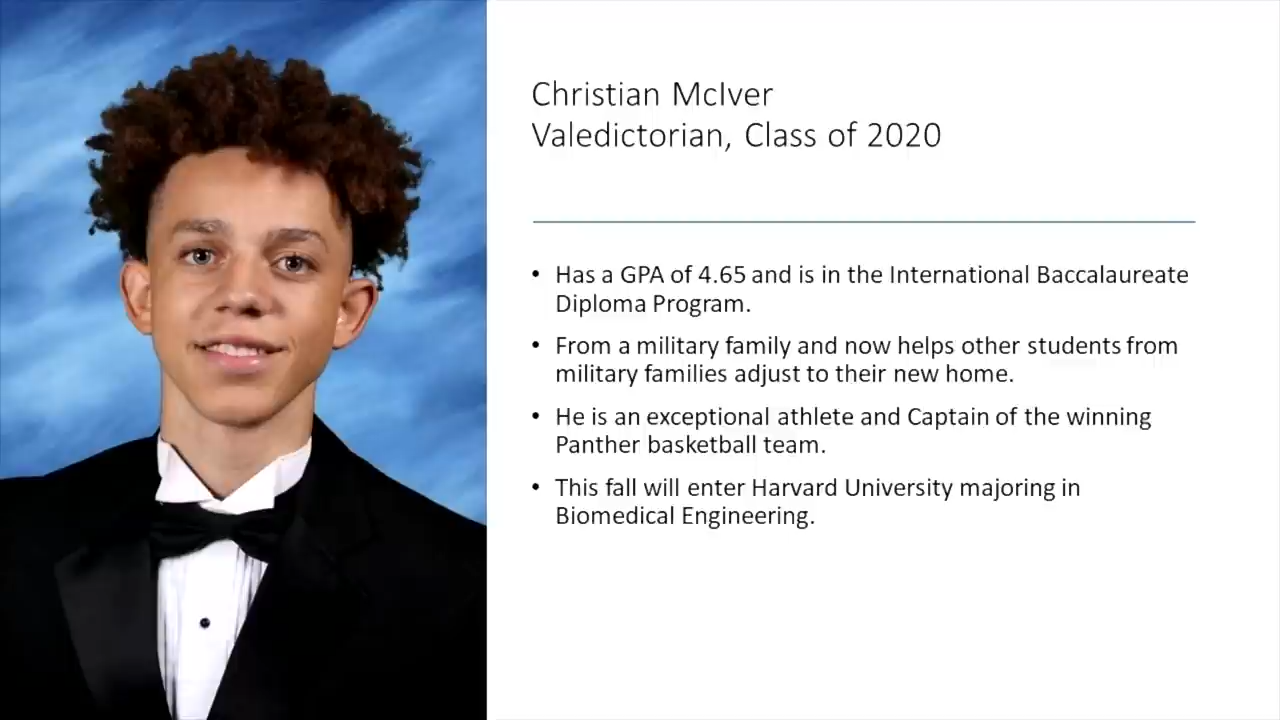 Christian McIver
Valedictorian, Class of 2020
• Has a GPA of 4.65 and is in the International Baccalaureate
Diploma Program.
• From a military family and now helps other students from
military families adjust to their new home.
• He is an exceptional athlete and Captain of the winning
Panther basketball team.
• This fall will enter Harvard University majoring in
Biomedical Engineering.